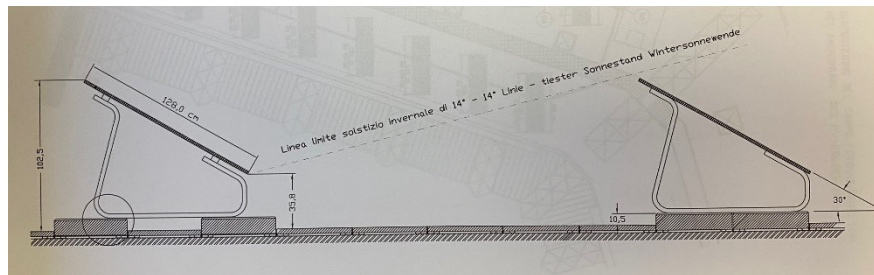 128,0 cm
Linea limite solstizio invernale di 14° - 14° Linie - tiester Sonnestand Wintersonnewende
102,5
35,8
10,5
30°